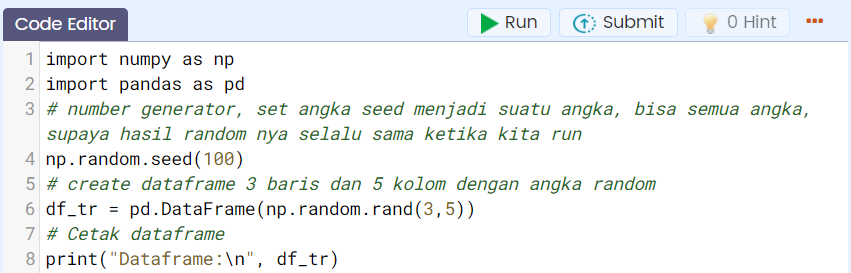 Code Editor
Run
Submit
0 Hint
1 import numpy as np
2 import pandas as pd
3 # number generator, set angka seed menjadi suatu angka, bisa semua angka,
supaya hasil random nya selalu sama ketika kita run
4 np.random.seed(100)
5 # create dataframe 3 baris dan 5 kolom dengan angka random
6 df_tr = pd.DataFrame(np.random.rand(3,5))
7 # Cetak dataframe
8 print("Dataframe:\n", df_tr)